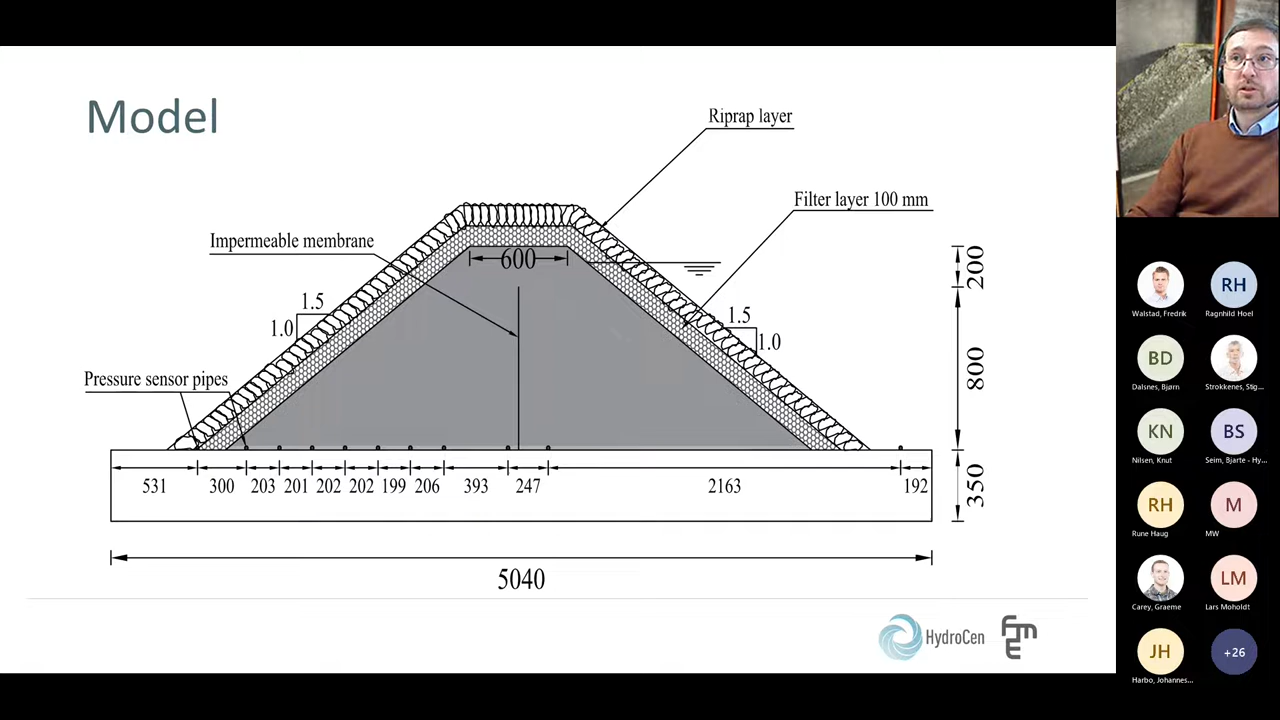 Model
Riprap layer
Filter layer 100 mm
Impermeable membrane
600
200
1.5
1.0
1.5
1.0
800
Pressure sensor pipes
531 300 203 201 202 202 199 206 393 247 2163 192
350
5040
HydroCen
fme
Walstad, Fredrik
RH
Ragnhild Hoel
BD
Dalsnes, Bjørn
Strokkenes, Stig...
KN
Nilsen, Knut
BS
Seim, Bjarte - Hy...
RH
Rune Haug
M
MW
Carey, Graeme
LM
Lars Moholdt
JH
Harbo, Johannes...
+26